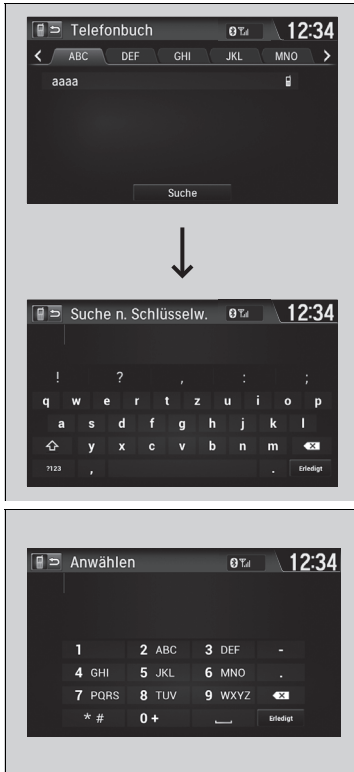 Telefonbuch 12:34
ABC DEF GHI JKL MNO
aaaa
Suche
Suche n. Schlüsselw. 12:34
! ? , : ;
q w e r t z u i o p
a s d f g h j k l
y x c v b n m
?123 , . Erledigt
Anwählen 12:34
1 2 ABC 3 DEF -
4 GHI 5 JKL 6 MNO .
7 PQRS 8 TUV 9 WXYZ
* # 0 + Erledigt